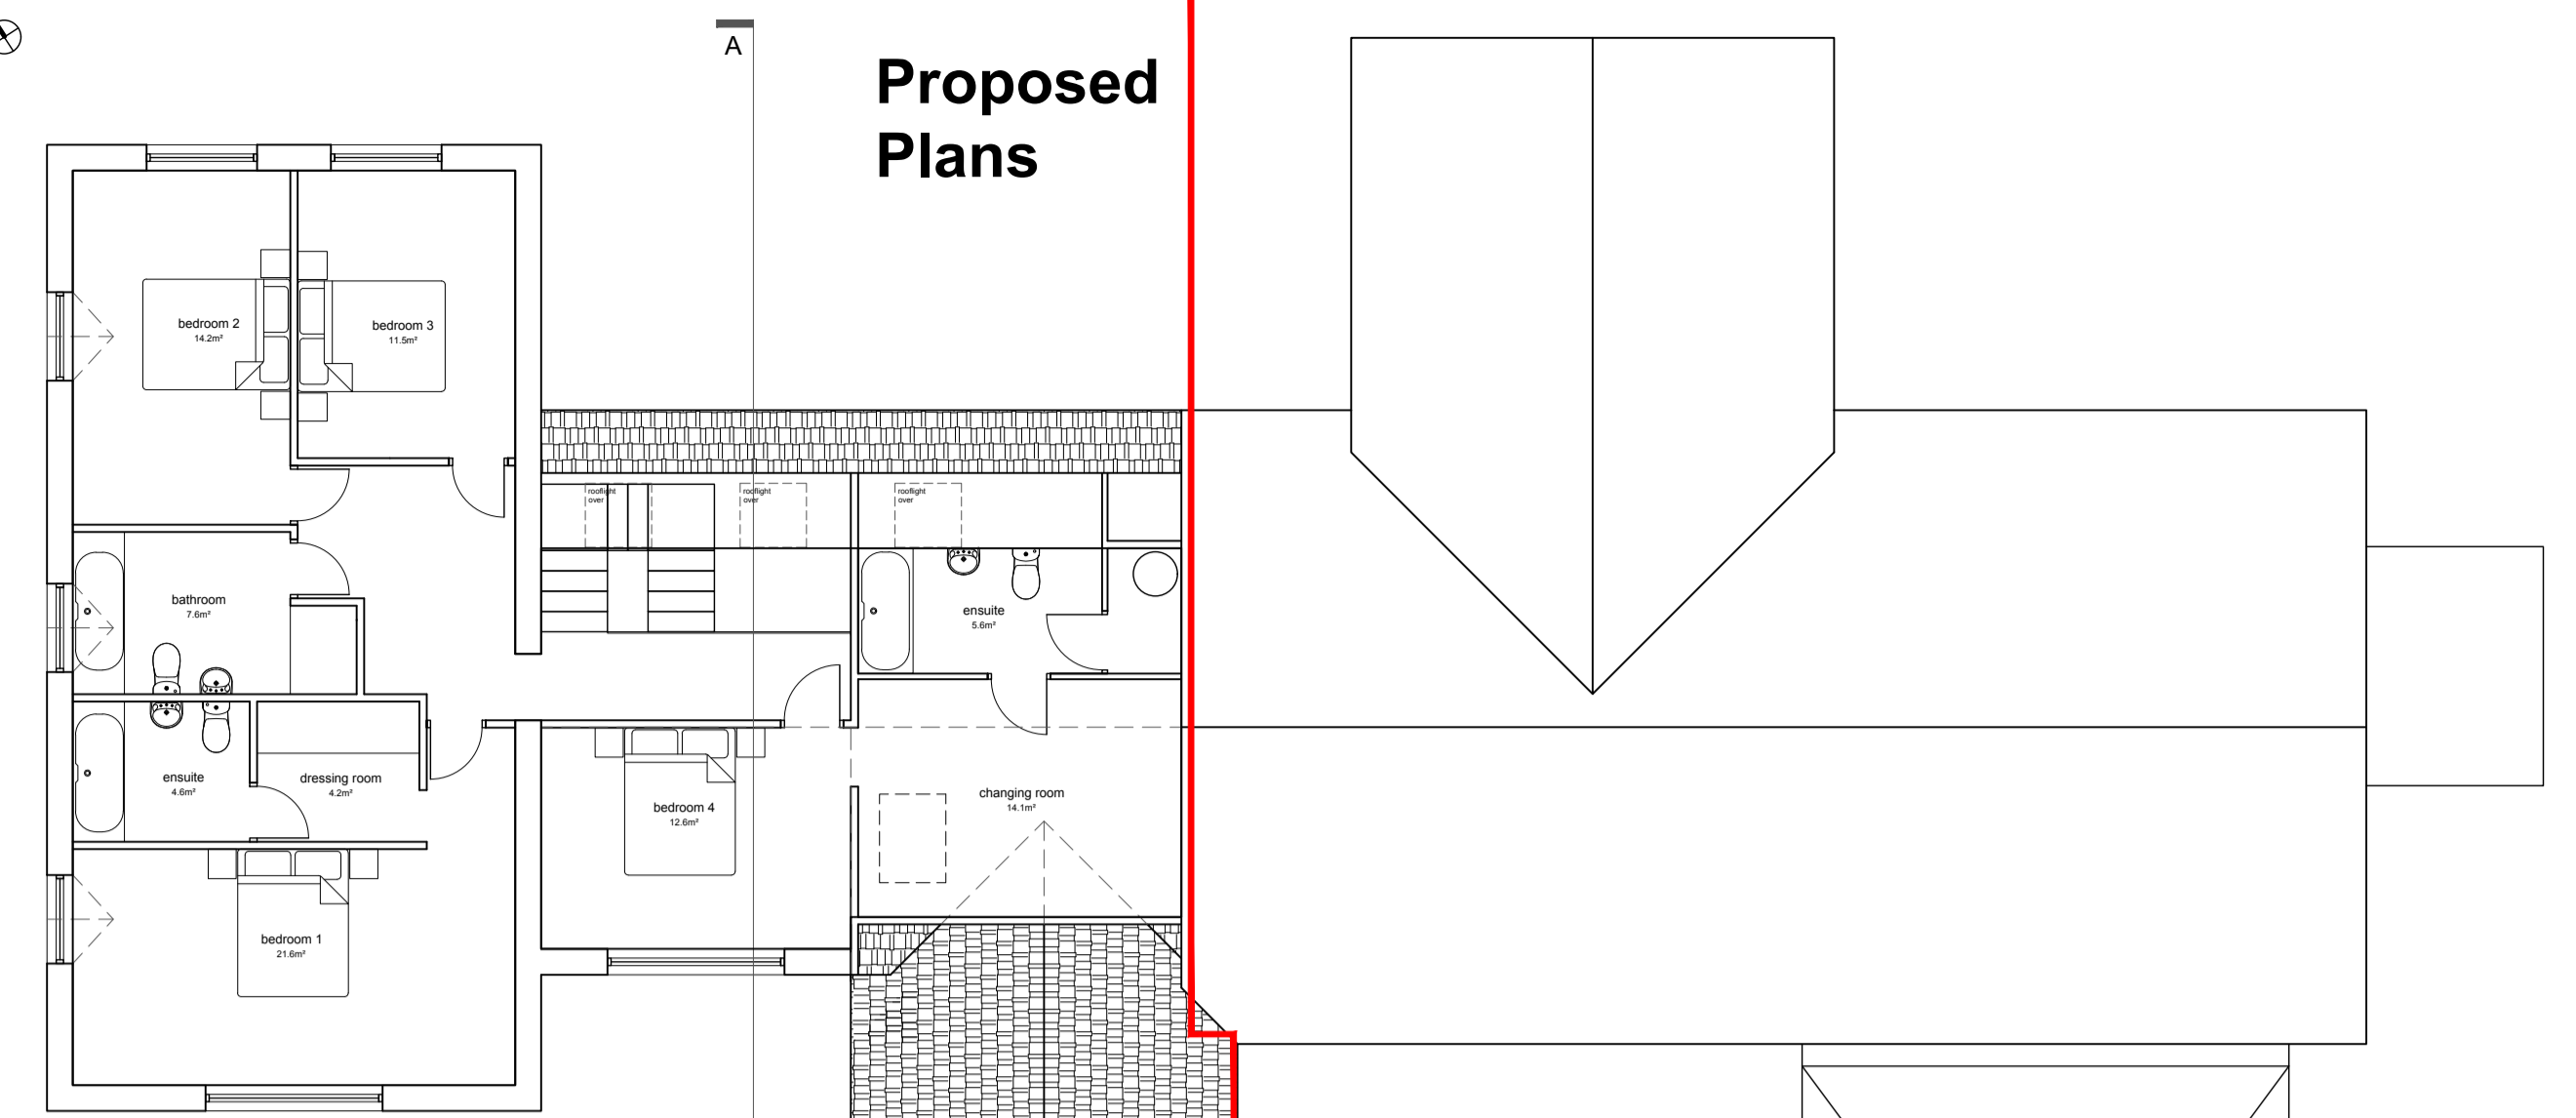 A
Proposed
Plans
bedroom 2
14.2m²
bedroom 3
11.5m²
rooflight
over
rooflight
over
rooflight
over
bathroom
7.6m²
ensuite
5.6m²
ensuite
4.6m²
dressing room
4.2m²
bedroom 4
12.6m²
changing room
14.1m²
bedroom 1
21.6m²